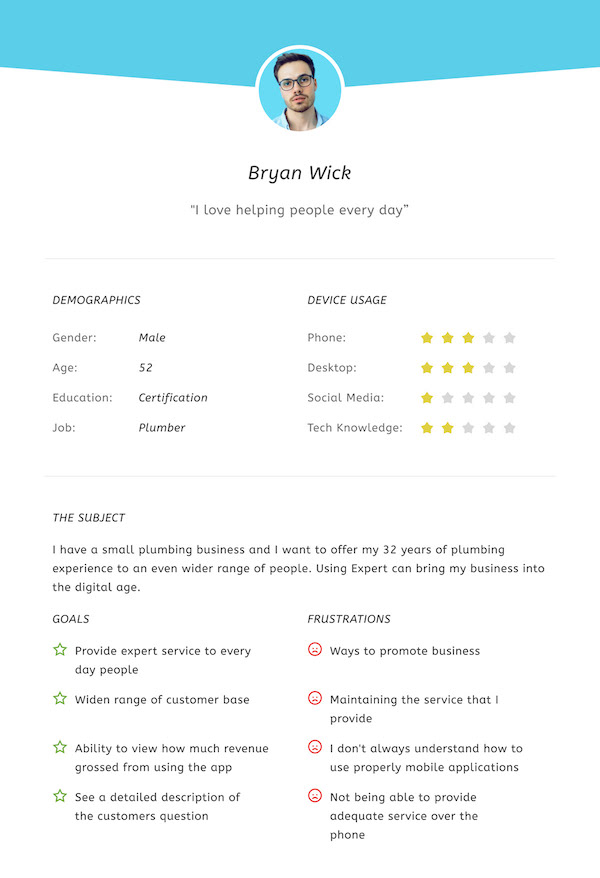 Bryan Wick
"I love helping people every day”
DEMOGRAPHICS
Gender: Male
Age: 52
Education: Certification
Job: Plumber
DEVICE USAGE
Phone:
Desktop:
Social Media:
Tech Knowledge:
THE SUBJECT
I have a small plumbing business and I want to offer my 32 years of plumbing
experience to an even wider range of people. Using Expert can bring my business into
the digital age.
GOALS
Provide expert service to every
day people
Widen range of customer base
Ability to view how much revenue
grossed from using the app
See a detailed description of
the customers question
FRUSTRATIONS
Ways to promote business
Maintaining the service that I
provide
I don't always understand how to
use properly mobile applications
Not being able to provide
adequate service over the
phone